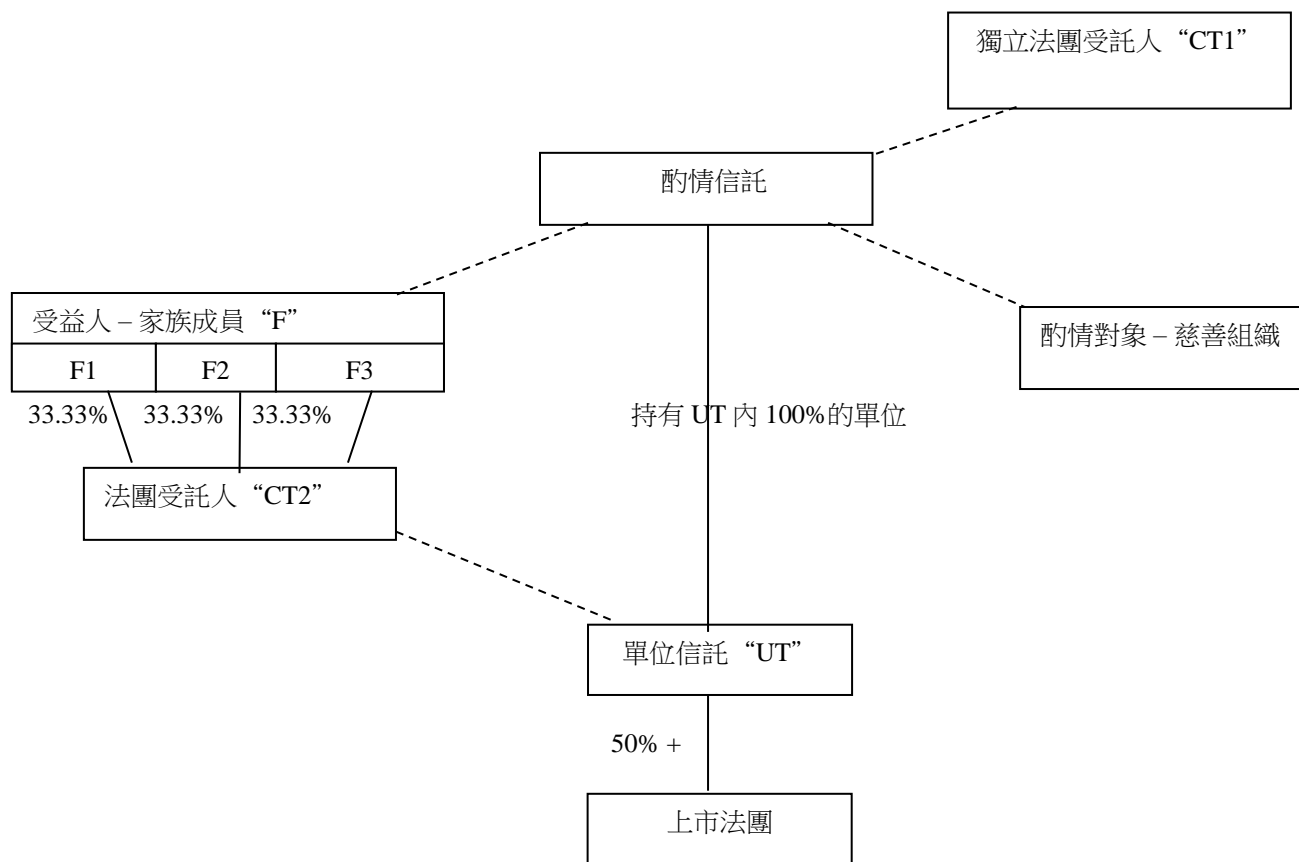 獨立法團受託人“CT1”
酌情信託
受益人 – 家族成員“F”
F1 F2 F3
33.33% 33.33% 33.33%
酌情對象 – 慈善組織
持有 UT 內 100%的單位
法團受託人“CT2”
單位信託“UT”
50% +
上市法團